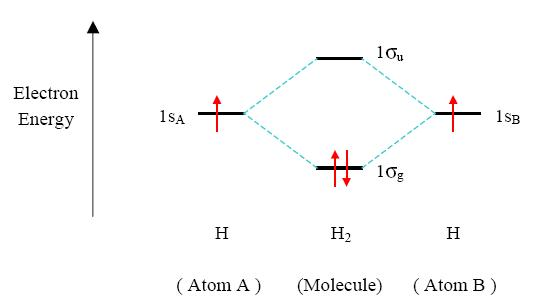 1σu
Electron
Energy
1sA
1sB
1σg
H
H2
H
( Atom A )
(Molecule)
( Atom B )